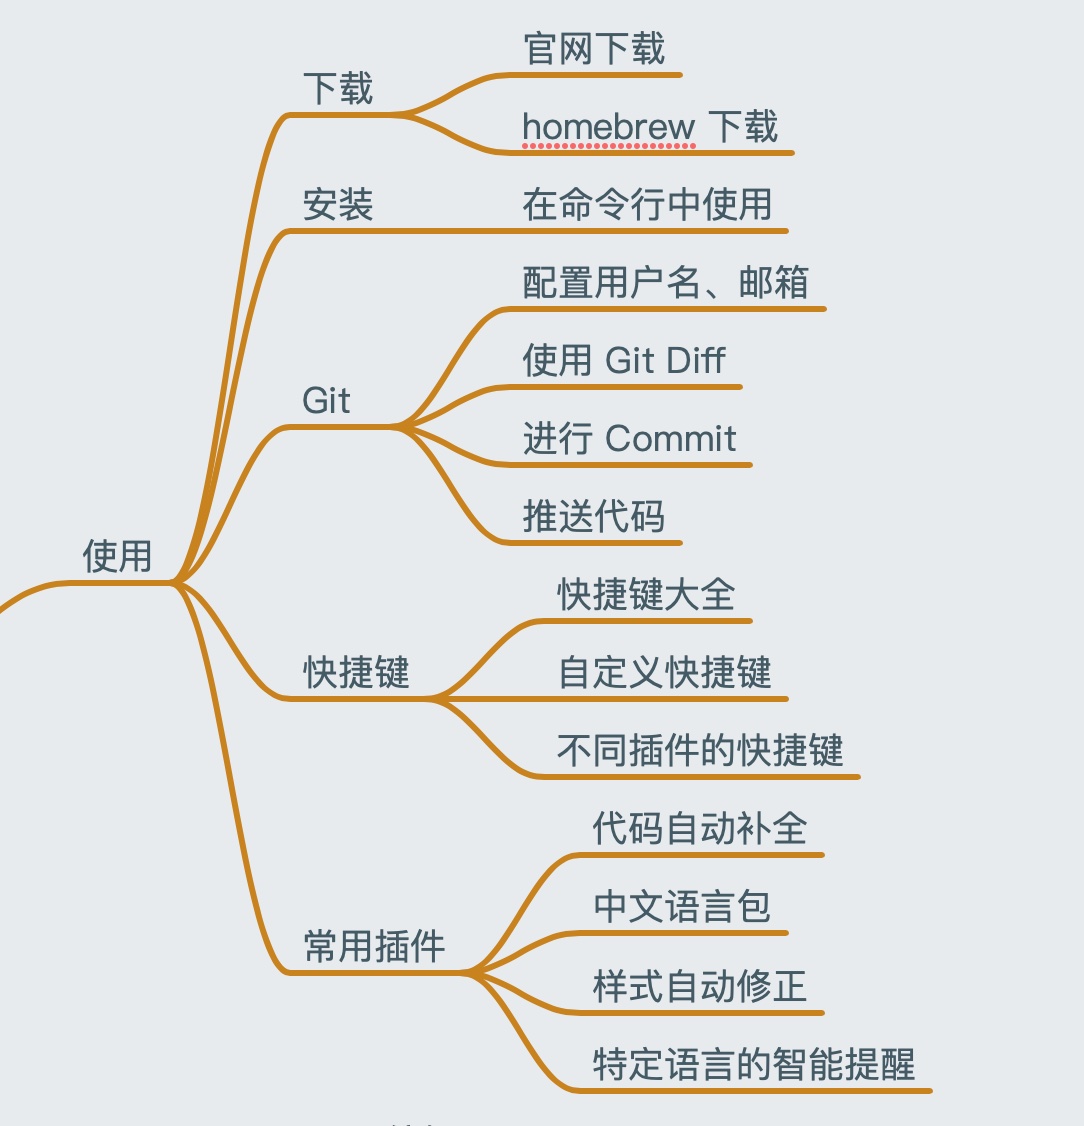 使用
下载
官网下载
homebrew 下载
安装
在命令行中使用
Git
配置用户名、邮箱
使用 Git Diff
进行 Commit
推送代码
快捷键
快捷键大全
自定义快捷键
不同插件的快捷键
常用插件
代码自动补全
中文语言包
样式自动修正
特定语言的智能提醒